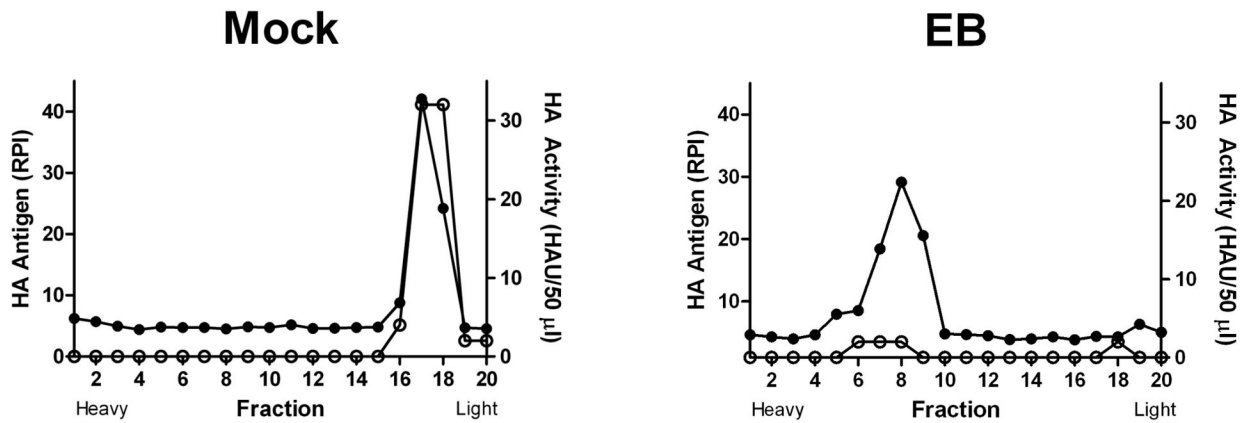 Mock
HA Antigen (RPI)
40
30
20
10
0
HA Activity (HAU/50 µl)
30
20
10
0
2 4 6 8 10 12 14 16 18 20
Heavy Fraction Light
EB
HA Antigen (RPI)
40
30
20
10
HA Activity (HAU/50 µl)
30
20
10
0
2 4 6 8 10 12 14 16 18 20
Heavy Fraction Light